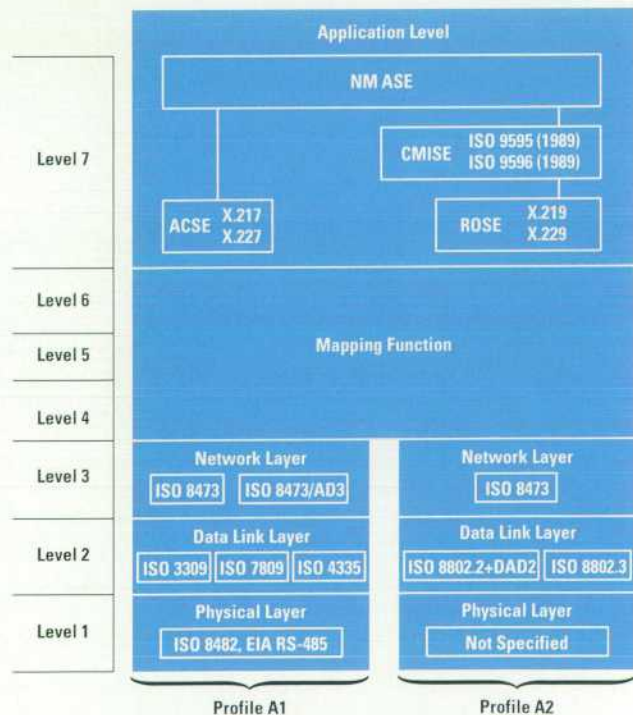 Application Level
NM ASE
Level 7
CMISE ISO 9595 (1989)
ISO 9596 (1989)
ACSE X.217
X.227
ROSE X.219
X.229
Level 6
Level 5
Mapping Function
Level 4
Level 3
Network Layer
ISO 8473 ISO 8473/AD3
Network Layer
ISO 8473
Level 2
Data Link Layer
ISO 3309 ISO 7809 ISO 4335
Data Link Layer
ISO 8802.2+DAD2 ISO 8802.3
Level 1
Physical Layer
ISO 8482, EIA RS-485
Physical Layer
Not Specified
Profile A1
Profile A2